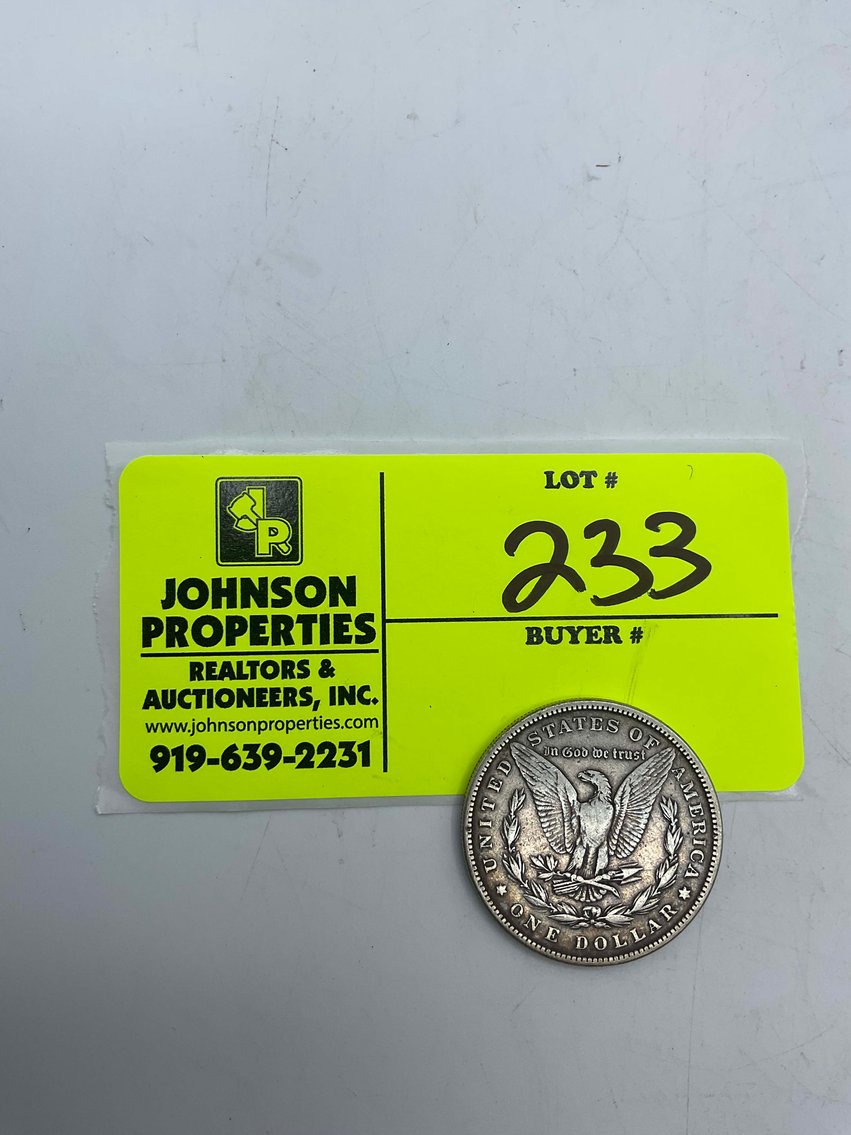 JP
JOHNSON
PROPERTIES
REALTORS &
AUCTIONEERS, INC.
www.johnsonproperties.com
919-639-2231
LOT #
233
BUYER #
UNITED STATES OF AMERICA
In God we trust
ONE DOLLAR